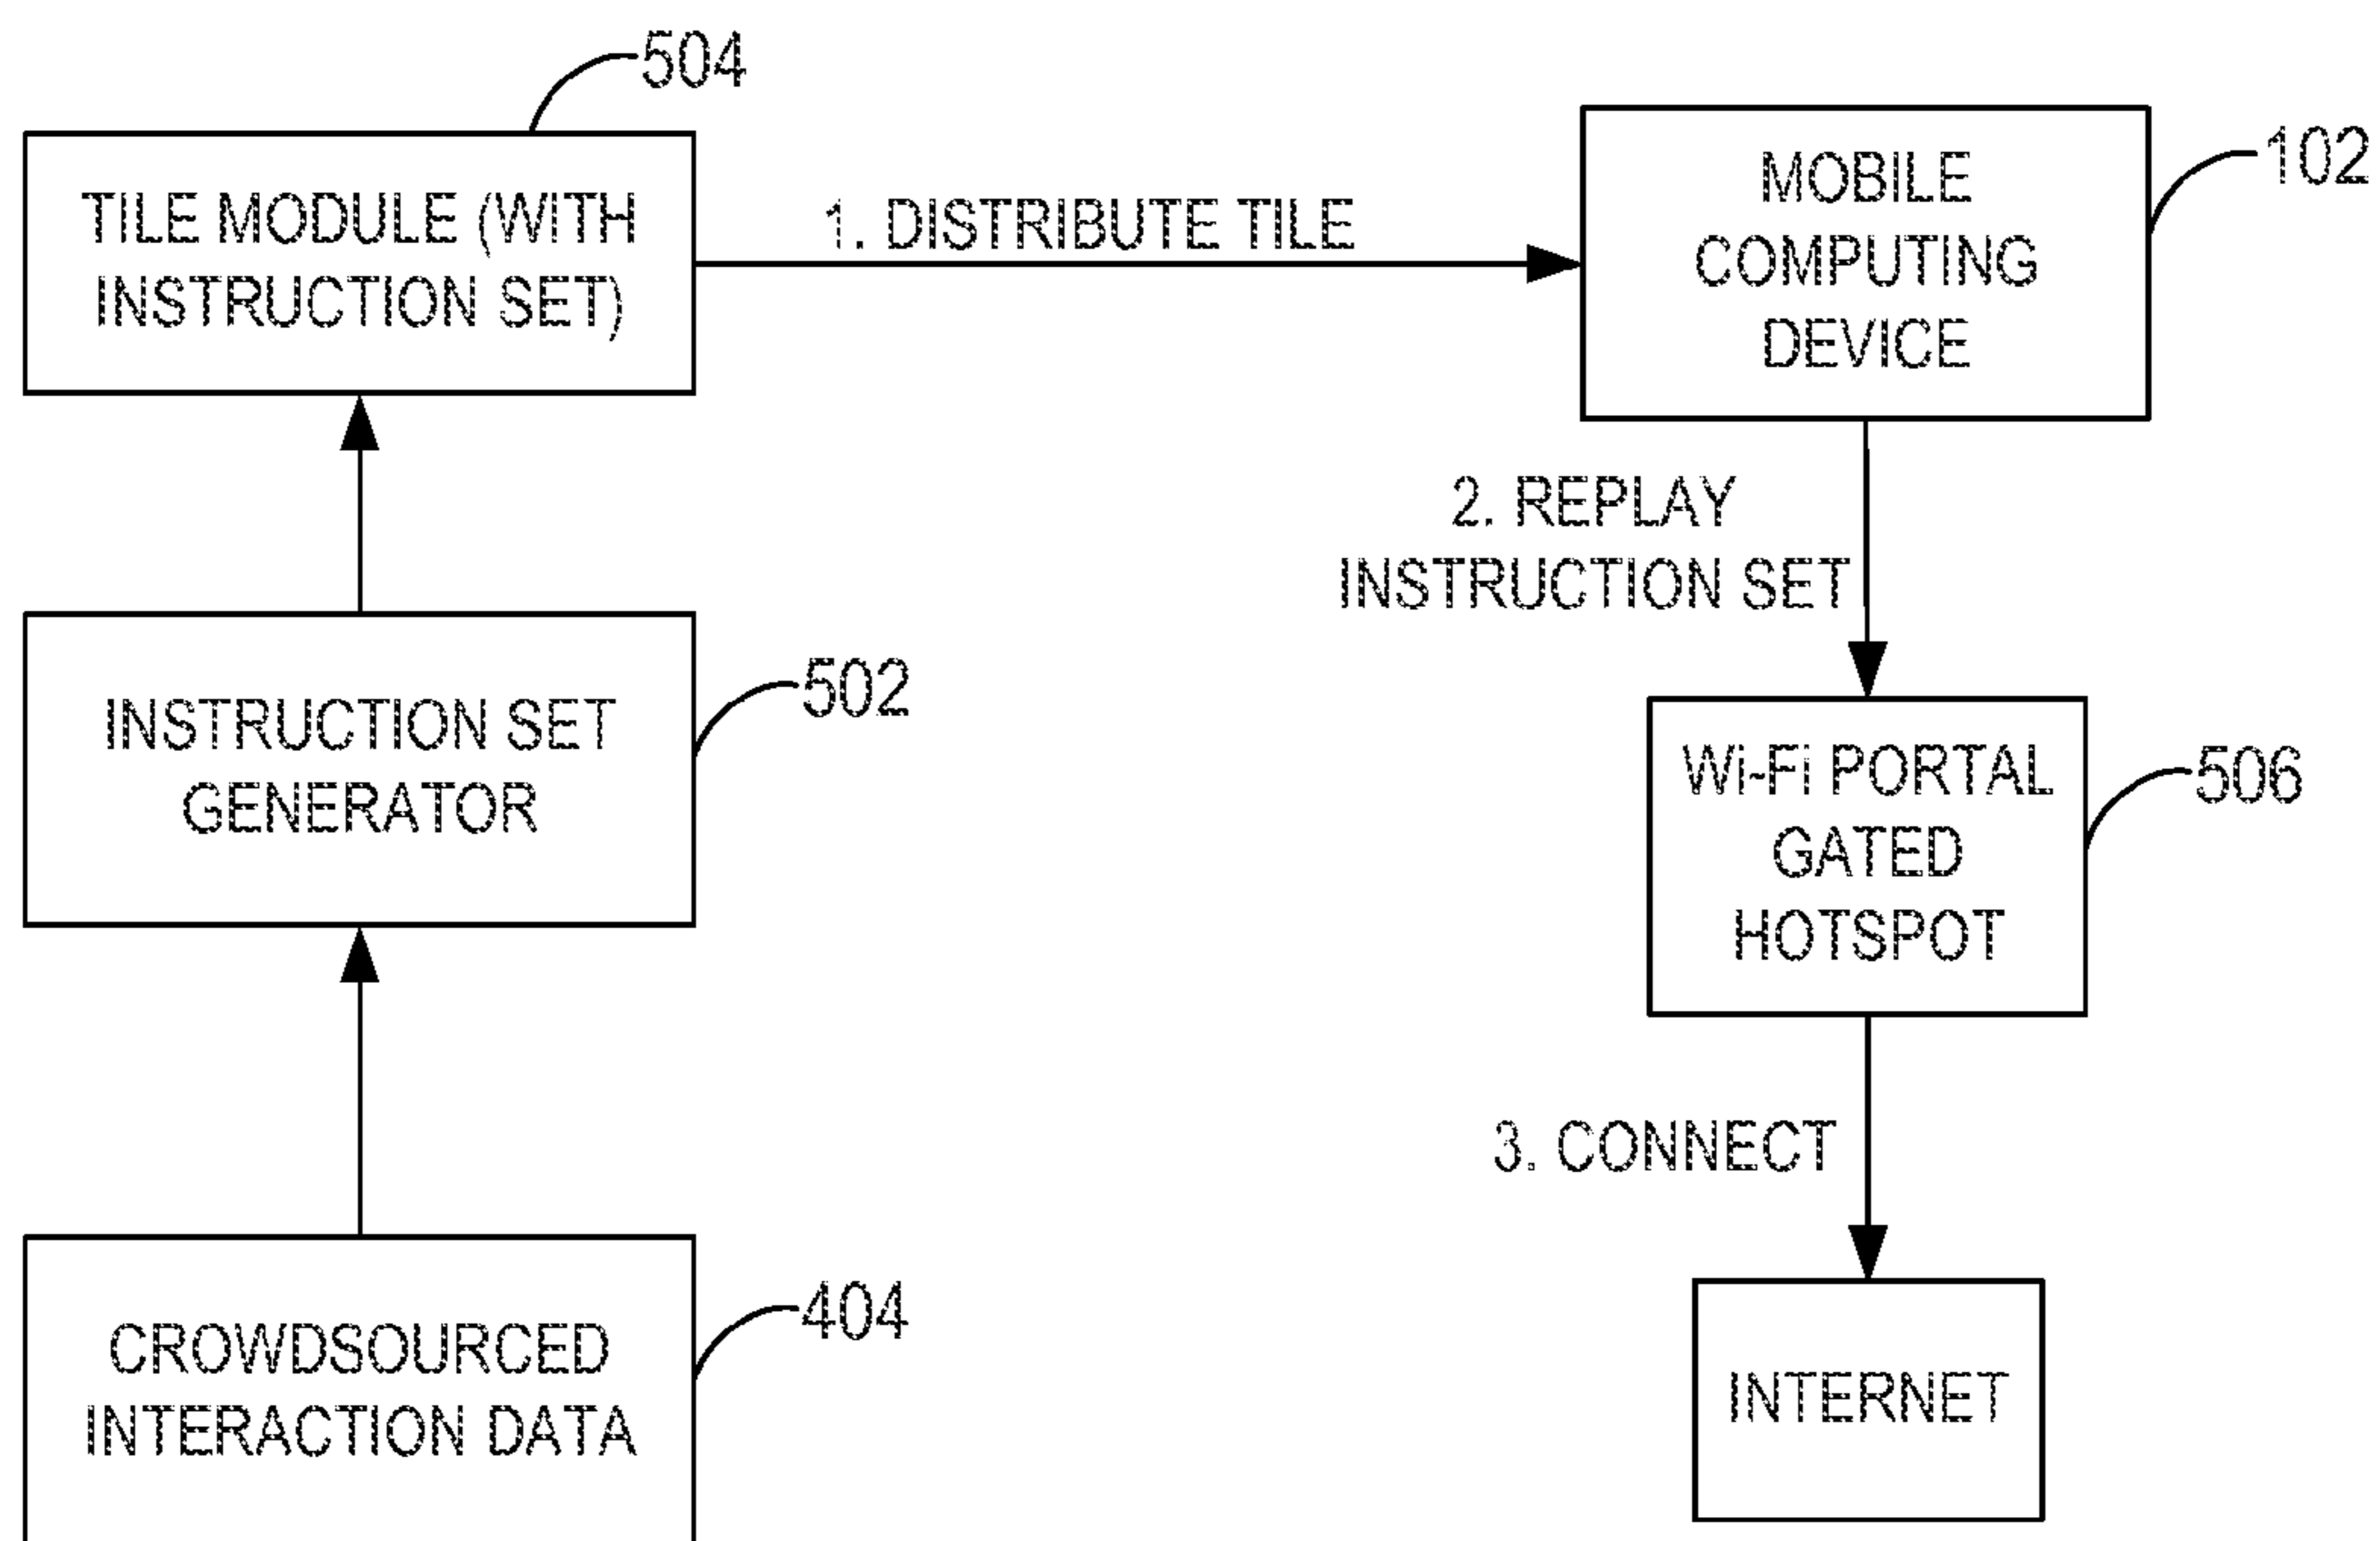 504
TILE MODULE (WITH
INSTRUCTION SET)
1. DISTRIBUTE TILE
MOBILE
COMPUTING
DEVICE
102
2. REPLAY
INSTRUCTION SET
INSTRUCTION SET
GENERATOR
502
Wi-Fi PORTAL
GATED
HOTSPOT
506
3. CONNECT
CROWDSOURCED
INTERACTION DATA
404
INTERNET